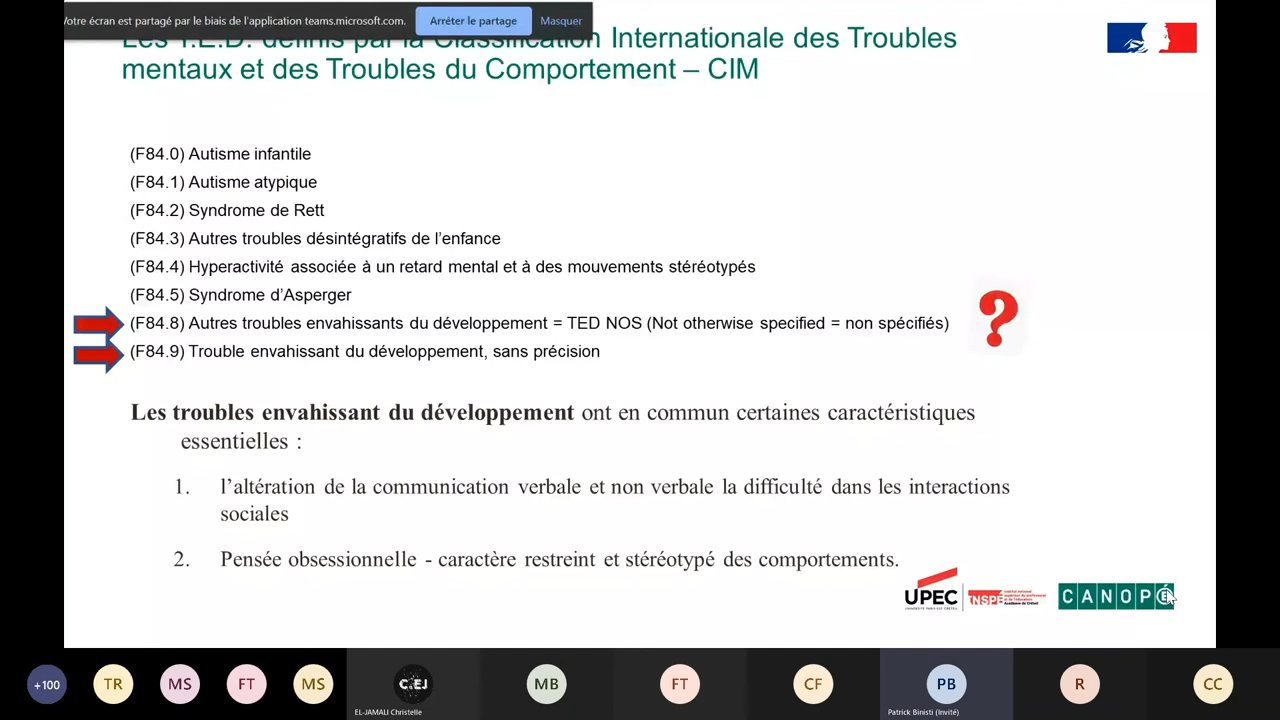 Votre écran est partagé par le biais de l'application teams.microsoft.com.
Arrêter le partage
Masquer
Les T.E.D. définis par la Classification Internationale des Troubles
mentaux et des Troubles du Comportement – CIM
(F84.0) Autisme infantile
(F84.1) Autisme atypique
(F84.2) Syndrome de Rett
(F84.3) Autres troubles désintégratifs de l'enfance
(F84.4) Hyperactivité associée à un retard mental et à des mouvements stéréotypés
(F84.5) Syndrome d'Asperger
(F84.8) Autres troubles envahissants du développement = TED NOS (Not otherwise specified = non spécifiés)
?
(F84.9) Trouble envahissant du développement, sans précision
Les troubles envahissant du développement ont en commun certaines caractéristiques
essentielles :
1. l'altération de la communication verbale et non verbale la difficulté dans les interactions
sociales
2. Pensée obsessionnelle - caractère restreint et stéréotypé des comportements.
UPEC
INSPÉ
CANOPÉ
+100
TR
MS
FT
MS
C.EJ
EL-JAMALI Christelle
MB
FT
CF
PB
Patrick Binisti (Invité)
R
CC